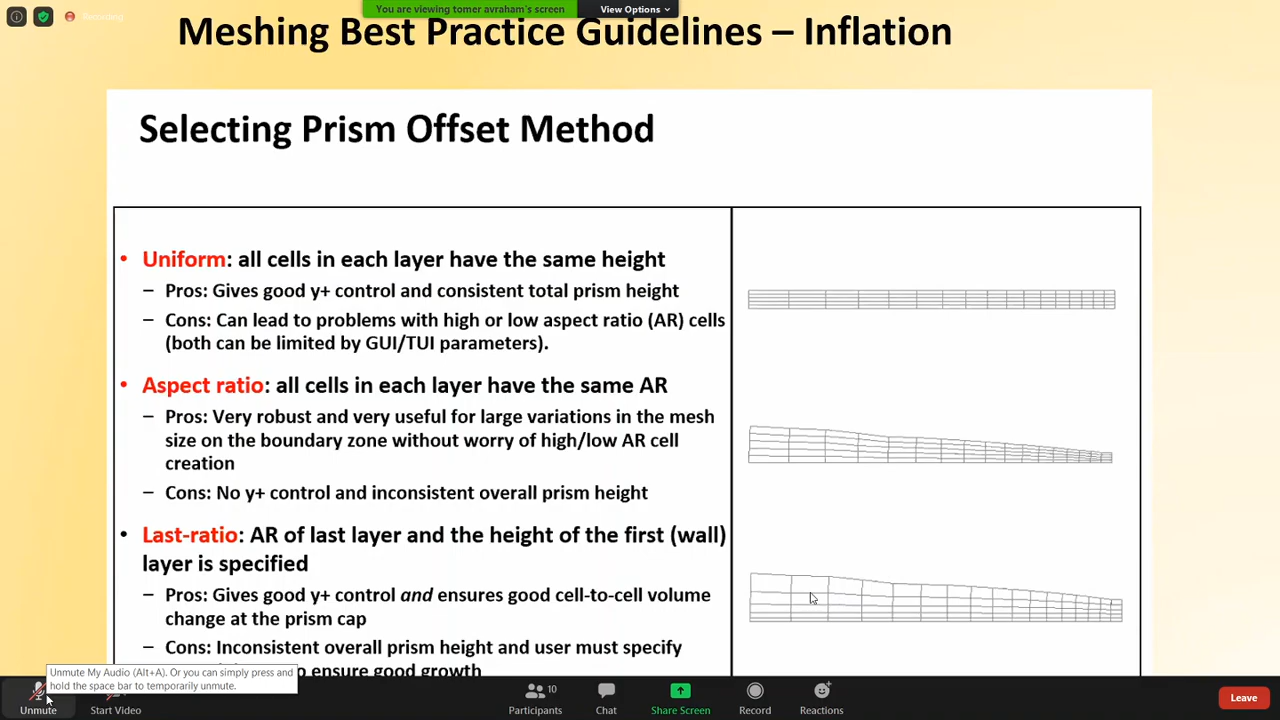 You are viewing tomer avraham's screen
View Options
Recording
Meshing Best Practice Guidelines – Inflation
Selecting Prism Offset Method
• Uniform: all cells in each layer have the same height
– Pros: Gives good y+ control and consistent total prism height
– Cons: Can lead to problems with high or low aspect ratio (AR) cells
(both can be limited by GUI/TUI parameters).
• Aspect ratio: all cells in each layer have the same AR
– Pros: Very robust and very useful for large variations in the mesh
size on the boundary zone without worry of high/low AR cell
creation
– Cons: No y+ control and inconsistent overall prism height
• Last-ratio: AR of last layer and the height of the first (wall)
layer is specified
– Pros: Gives good y+ control and ensures good cell-to-cell volume
change at the prism cap
– Cons: Inconsistent overall prism height and user must specify
to ensure good growth
Unmute My Audio (Alt+A). Or you can simply press and
hold the space bar to temporarily unmute.
Unmute
Start Video
Participants
10
Chat
Share Screen
Record
Reactions
Leave